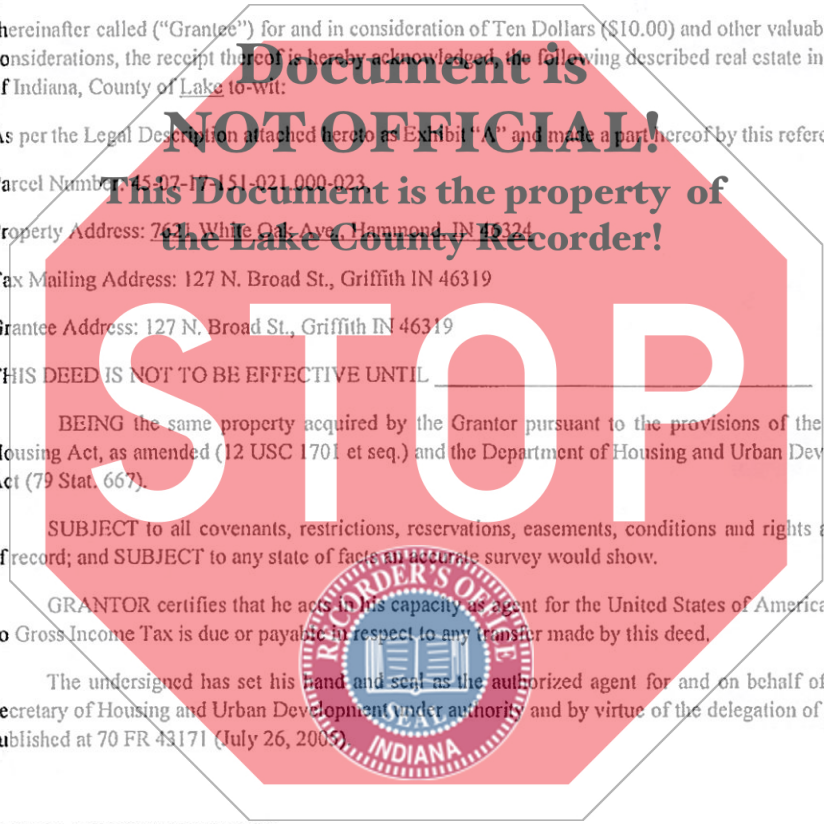 hereinafter called (“Grantee”) for and in consideration of Ten Dollars ($10.00) and other valuab
onsiderations, the receipt thereof is hereby acknowledged, the following described real estate in
f Indiana, County of Lake to-wit:
Document is
NOT OFFICIAL!
This Document is the property of
the Lake County Recorder!
As per the Legal Description attached hereto as Exhibit “A” and made a part hereof by this refere
arcel Number: 45-07-17-151-021.000-023,
roperty Address: 7621 White Oak Ave., Hammond, IN 46324
ax Mailing Address: 127 N. Broad St., Griffith IN 46319
Grantee Address: 127 N. Broad St., Griffith IN 46319
STOP
THIS DEED IS NOT TO BE EFFECTIVE UNTIL
BEING the same property acquired by the Grantor pursuant to the provisions of the
ousing Act, as amended (12 USC 1701 et seq.) and the Department of Housing and Urban Dev
ct (79 Stat. 667).
SUBJECT to all covenants, restrictions, reservations, easements, conditions and rights a
f record; and SUBJECT to any state of facts an accurate survey would show.
GRANTOR certifies that he acts in his capacity as agent for the United States of America
o Gross Income Tax is due or payable in respect to any transfer made by this deed.
The undersigned has set his hand and seal as the authorized agent for and on behalf of
ecretary of Housing and Urban Development under authority and by virtue of the delegation of
ublished at 70 FR 43171 (July 26, 2005).
RECORDER'S OFFICE
SEAL
INDIANA